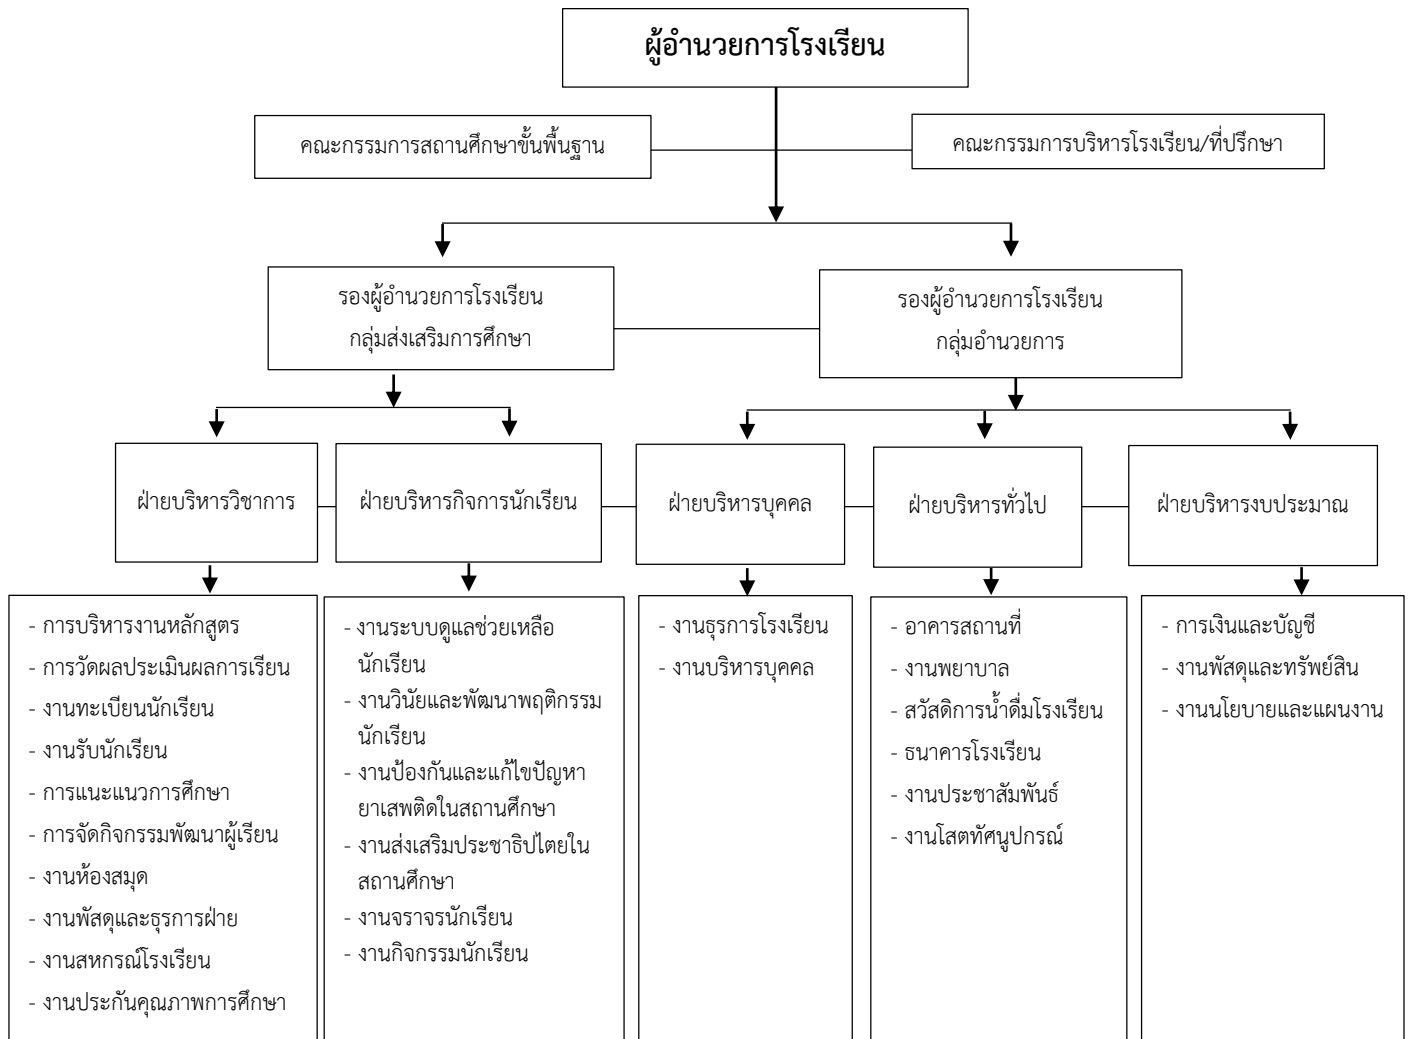 ผู้อำนวยการโรงเรียน
คณะกรรมการสถานศึกษาขั้นพื้นฐาน
คณะกรรมการบริหารโรงเรียน/ที่ปรึกษา
รองผู้อำนวยการโรงเรียน
กลุ่มส่งเสริมการศึกษา
รองผู้อำนวยการโรงเรียน
กลุ่มอำนวยการ
ฝ่ายบริหารวิชาการ
ฝ่ายบริหารกิจการนักเรียน
ฝ่ายบริหารบุคคล
ฝ่ายบริหารทั่วไป
ฝ่ายบริหารงบประมาณ
- การบริหารงานหลักสูตร
- การวัดผลประเมินผลการเรียน
- งานทะเบียนนักเรียน
- งานรับนักเรียน
- การแนะแนวการศึกษา
- การจัดกิจกรรมพัฒนาผู้เรียน
- งานห้องสมุด
- งานพัสดุและธุรการฝ่าย
- งานสหกรณ์โรงเรียน
- งานประกันคุณภาพการศึกษา
- งานระบบดูแลช่วยเหลือ
นักเรียน
- งานวินัยและพัฒนาพฤติกรรม
นักเรียน
- งานป้องกันและแก้ไขปัญหา
ยาเสพติดในสถานศึกษา
- งานส่งเสริมประชาธิปไตยใน
สถานศึกษา
- งานจราจรนักเรียน
- งานกิจกรรมนักเรียน
- งานธุรการโรงเรียน
- งานบริหารบุคคล
- อาคารสถานที่
- งานพยาบาล
- สวัสดิการน้ำดื่มโรงเรียน
- ธนาคารโรงเรียน
- งานประชาสัมพันธ์
- งานโสตทัศนูปกรณ์
- การเงินและบัญชี
- งานพัสดุและทรัพย์สิน
- งานนโยบายและแผนงาน